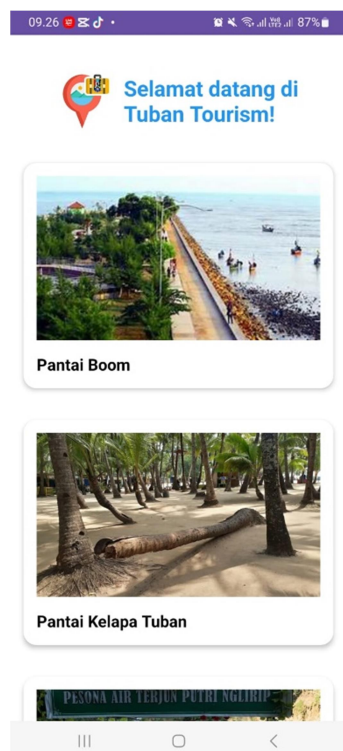 09.26
87%
Selamat datang di
Tuban Tourism!
Pantai Boom
Pantai Kelapa Tuban
PESONA AIR TERJUN PUTRI NGLIRIP